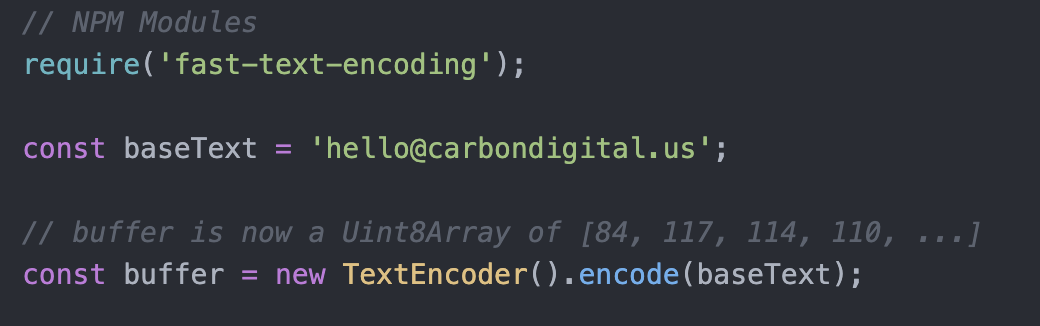 // NPM Modules
require('fast-text-encoding');
const baseText = 'hello@carbondigital.us';
// buffer is now a Uint8Array of [84, 117, 114, 110, ...]
const buffer = new TextEncoder().encode(baseText);